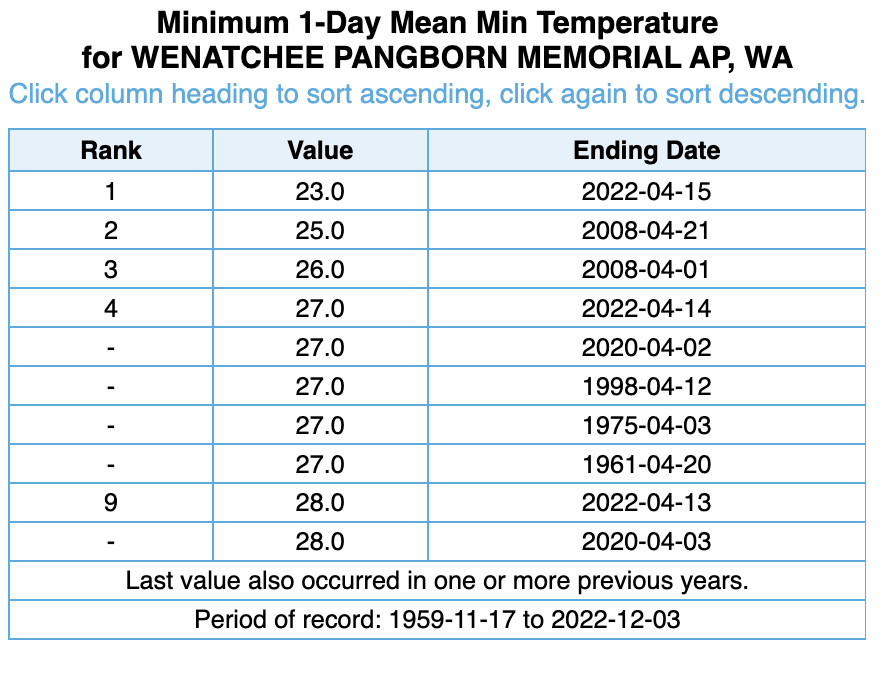 Minimum 1-Day Mean Min Temperature
for WENATCHEE PANGBORN MEMORIAL AP, WA
Click column heading to sort ascending, click again to sort descending.
Rank Value Ending Date
1 23.0 2022-04-15
2 25.0 2008-04-21
3 26.0 2008-04-01
4 27.0 2022-04-14
- 27.0 2020-04-02
- 27.0 1998-04-12
- 27.0 1975-04-03
- 27.0 1961-04-20
9 28.0 2022-04-13
- 28.0 2020-04-03
Last value also occurred in one or more previous years.
Period of record: 1959-11-17 to 2022-12-03